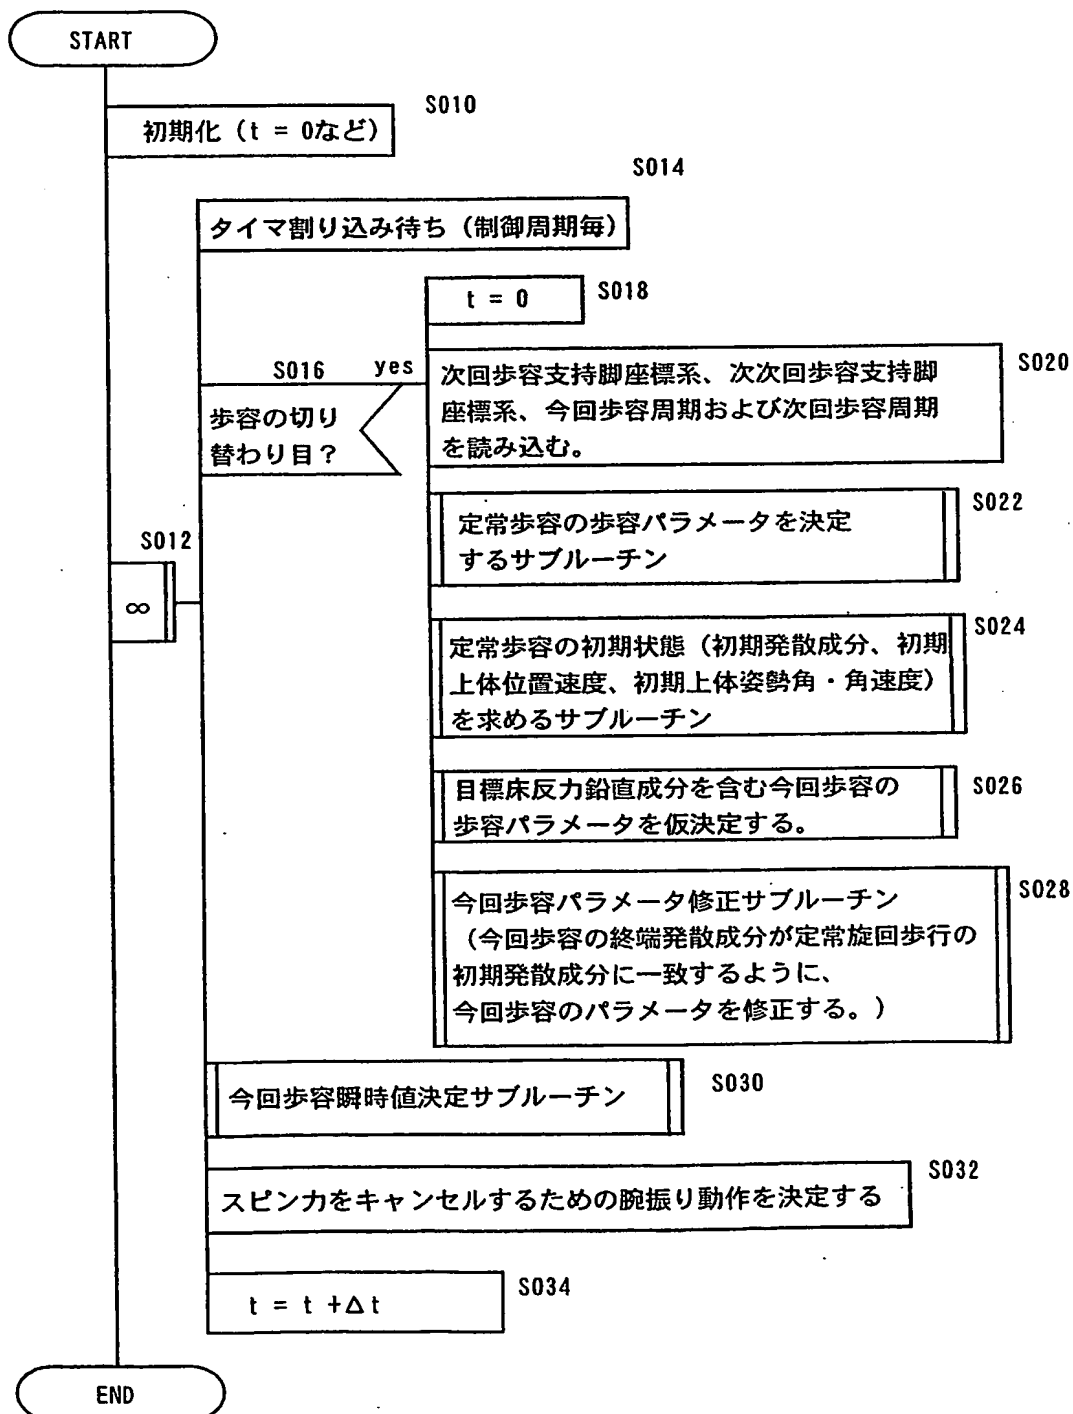 START
S010
初期化（t = 0など）
S014
タイマ割り込み待ち（制御周期毎）
t = 0
S018
S016
yes
歩容の切り
替わり目？
S020
次回歩容支持脚座標系、次次回歩容支持脚
座標系、今回歩容周期および次回歩容周期
を読み込む。
S022
定常歩容の歩容パラメータを決定
するサブルーチン
S012
∞
S024
定常歩容の初期状態（初期発散成分、初期
上体位置速度、初期上体姿勢角・角速度）
を求めるサブルーチン
S026
目標床反力鉛直成分を含む今回歩容の
歩容パラメータを仮決定する。
S028
今回歩容パラメータ修正サブルーチン
（今回歩容の終端発散成分が定常旋回歩行の
初期発散成分に一致するように、
今回歩容のパラメータを修正する。）
S030
今回歩容瞬時値決定サブルーチン
S032
スピン力をキャンセルするための腕振り動作を決定する
S034
t = t +Δt
END